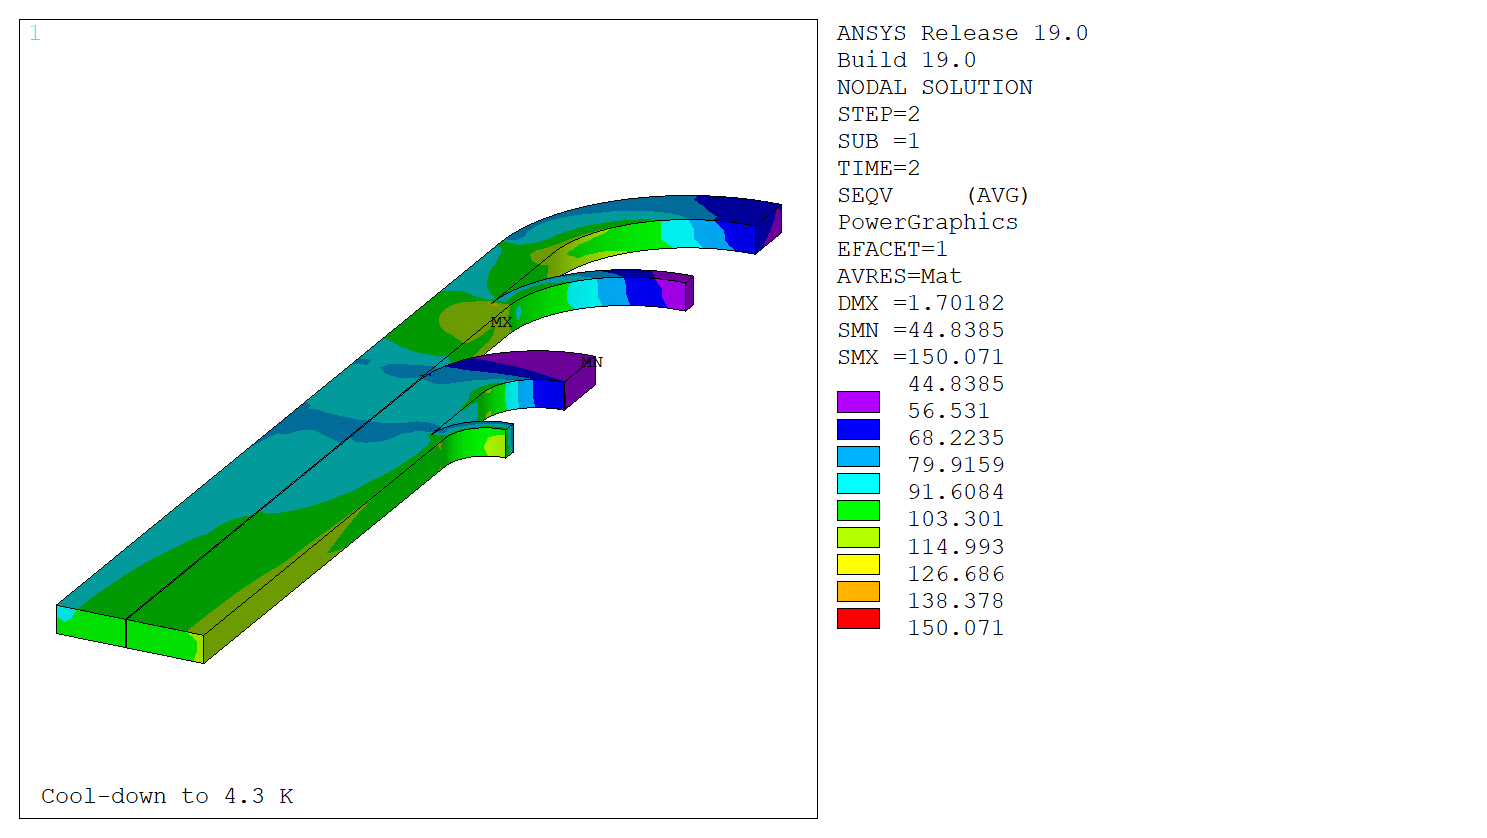 1
ANSYS Release 19.0
Build 19.0
NODAL SOLUTION
STEP=2
SUB =1
TIME=2
SEQV     (AVG)
PowerGraphics
EFACET=1
AVRES=Mat
DMX =1.70182
SMN =44.8385
SMX =150.071
44.8385
56.531
68.2235
79.9159
91.6084
103.301
114.993
126.686
138.378
150.071
MX
MN
Cool-down to 4.3 K